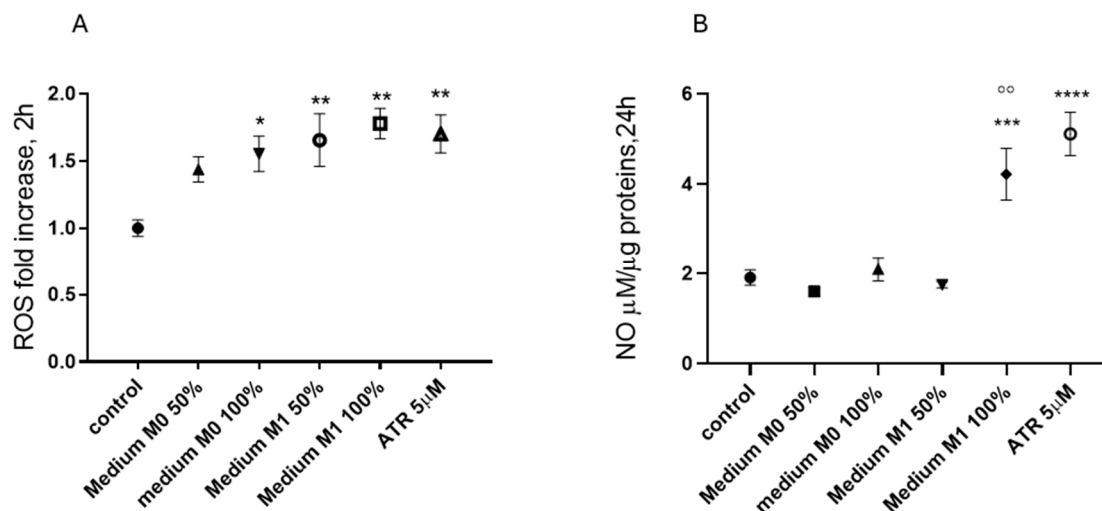 A
ROS fold increase, 2h
2.0
1.5
1.0
0.5
0.0
*
**
**
**
control
Medium M0 50%
medium M0 100%
Medium M1 50%
Medium M1 100%
ATR 5μM
B
NO μM/μg proteins,24h
6
4
2
0
°°
***
****
control
Medium M0 50%
medium M0 100%
Medium M1 50%
Medium M1 100%
ATR 5μM